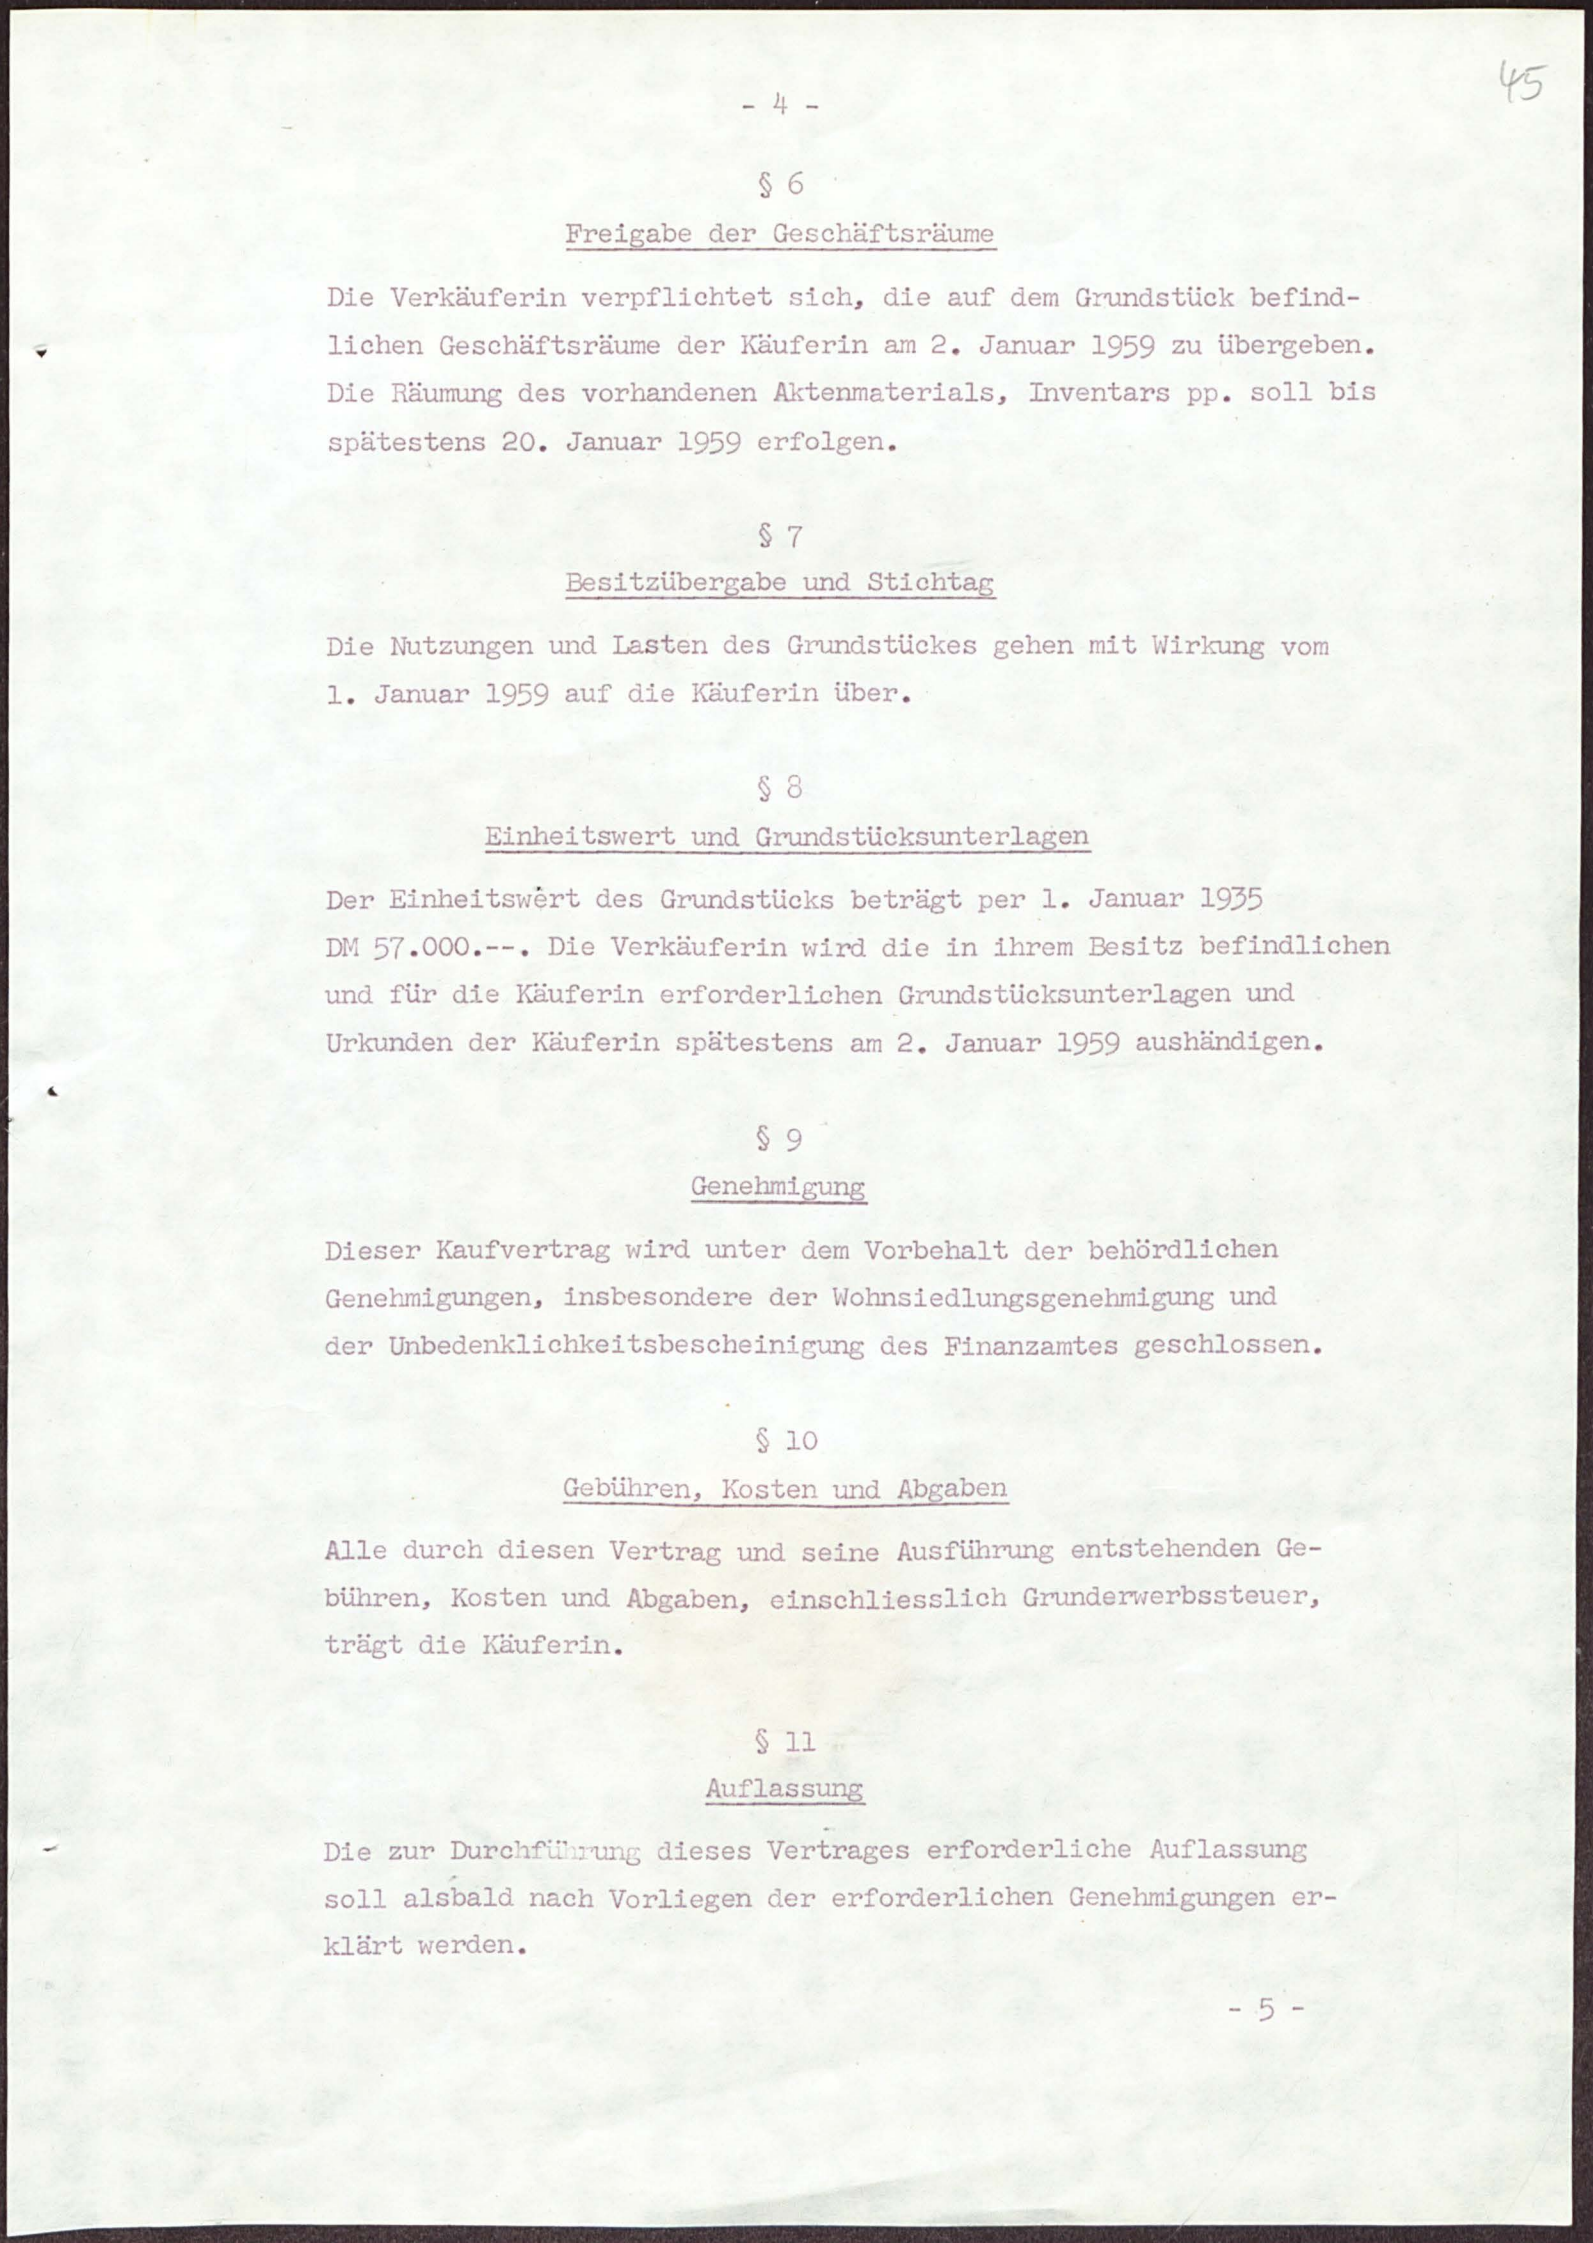 45
- 4 -
§ 6
Freigabe der Geschäftsräume
Die Verkäuferin verpflichtet sich, die auf dem Grundstück befind-
lichen Geschäftsräume der Käuferin am 2. Januar 1959 zu übergeben.
Die Räumung des vorhandenen Aktenmaterials, Inventars pp. soll bis
spätestens 20. Januar 1959 erfolgen.
§ 7
Besitzübergabe und Stichtag
Die Nutzungen und Lasten des Grundstückes gehen mit Wirkung vom
1. Januar 1959 auf die Käuferin über.
§ 8
Einheitswert und Grundstücksunterlagen
Der Einheitswert des Grundstücks beträgt per 1. Januar 1935
DM 57.000.--. Die Verkäuferin wird die in ihrem Besitz befindlichen
und für die Käuferin erforderlichen Grundstücksunterlagen und
Urkunden der Käuferin spätestens am 2. Januar 1959 aushändigen.
§ 9
Genehmigung
Dieser Kaufvertrag wird unter dem Vorbehalt der behördlichen
Genehmigungen, insbesondere der Wohnsiedlungsgenehmigung und
der Unbedenklichkeitsbescheinigung des Finanzamtes geschlossen.
§ 10
Gebühren, Kosten und Abgaben
Alle durch diesen Vertrag und seine Ausführung entstehenden Ge-
bühren, Kosten und Abgaben, einschliesslich Grunderwerbssteuer,
trägt die Käuferin.
§ 11
Auflassung
Die zur Durchführung dieses Vertrages erforderliche Auflassung
soll alsbald nach Vorliegen der erforderlichen Genehmigungen er-
klärt werden.
- 5 -